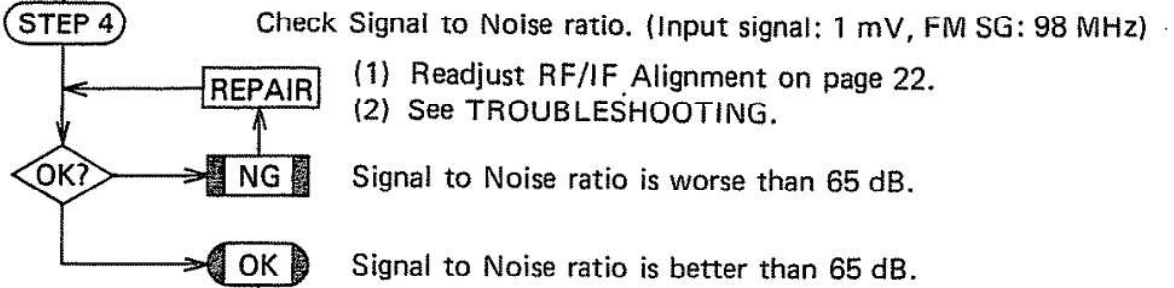 STEP 4 Check Signal to Noise ratio. (Input signal: 1 mV, FM SG: 98 MHz)
REPAIR (1) Readjust RF/IF Alignment on page 22.
(2) See TROUBLESHOOTING.
OK? NG Signal to Noise ratio is worse than 65 dB.
OK Signal to Noise ratio is better than 65 dB.